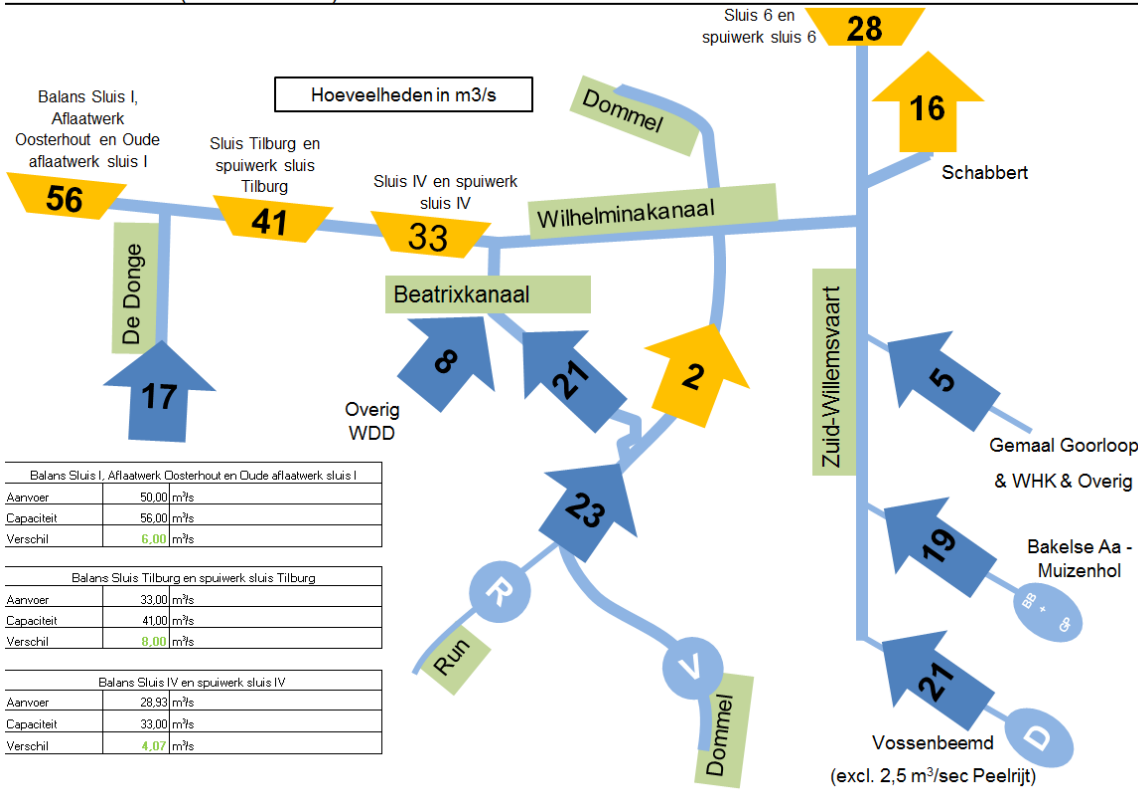 Sluis 6 en
spuiwerk sluis 6
28
Hoeveelheden in m3/s
Balans Sluis I,
Aflaatwerk
Oosterhout en Oude
aflaatwerk sluis I
56
Sluis Tilburg en
spuiwerk sluis
Tilburg
41
Sluis IV en spuiwerk
sluis IV
33
Dommel
16
Schabbert
Wilhelminakanaal
De Donge
Beatrixkanaal
Zuid-Willemsvaart
17
8
21
2
5
Overig
WDD
Gemaal Goorloop
& WHK & Overig
23
19
Bakelse Aa -
Muizenhol
BB
+
GP
R
Run
V
Dommel
21
D
Vossenbeemd
(excl. 2,5 m³/sec Peelrijt)
Balans Sluis I, Aflaatwerk Oosterhout en Oude aflaatwerk sluis I
Aanvoer 50,00 m³/s
Capaciteit 56,00 m³/s
Verschil 6,00 m³/s
Balans Sluis Tilburg en spuiwerk sluis Tilburg
Aanvoer 33,00 m³/s
Capaciteit 41,00 m³/s
Verschil 8,00 m³/s
Balans Sluis IV en spuiwerk sluis IV
Aanvoer 28,93 m³/s
Capaciteit 33,00 m³/s
Verschil 4,07 m³/s